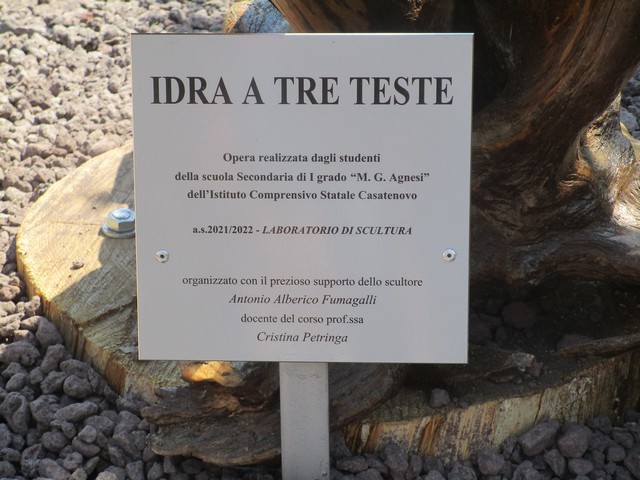 IDRA A TRE TESTE
Opera realizzata dagli studenti
della scuola Secondaria di I grado “M. G. Agnesi”
dell’Istituto Comprensivo Statale Casatenovo
a.s.2021/2022 - LABORATORIO DI SCULTURA
organizzato con il prezioso supporto dello scultore
Antonio Alberico Fumagalli
docente del corso prof.ssa
Cristina Petringa